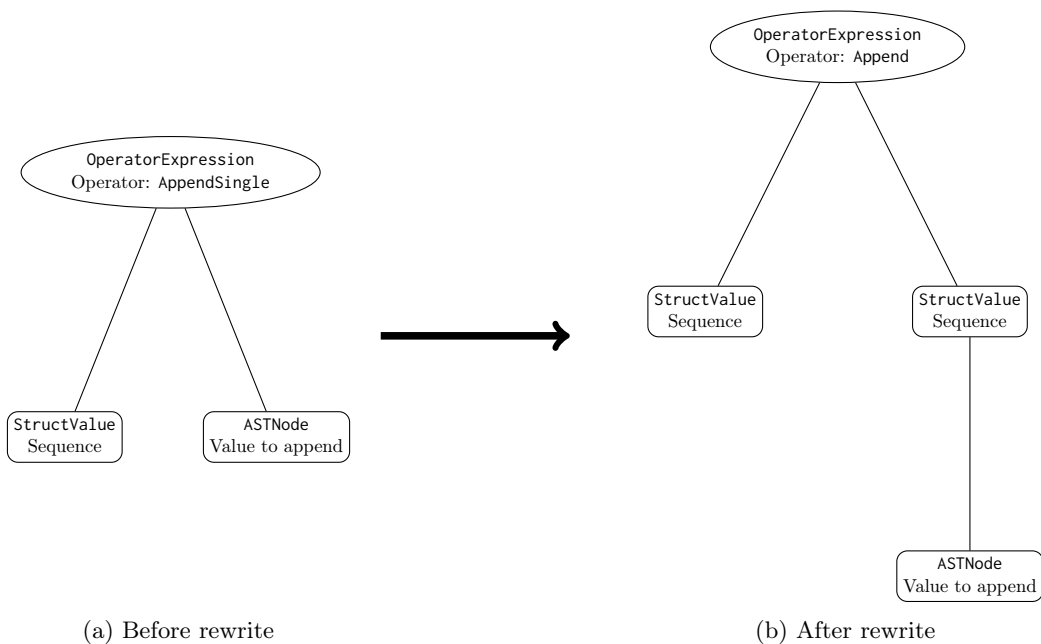 OperatorExpression
Operator: AppendSingle
StructValue
Sequence
ASTNode
Value to append
(a) Before rewrite
OperatorExpression
Operator: Append
StructValue
Sequence
StructValue
Sequence
ASTNode
Value to append
(b) After rewrite